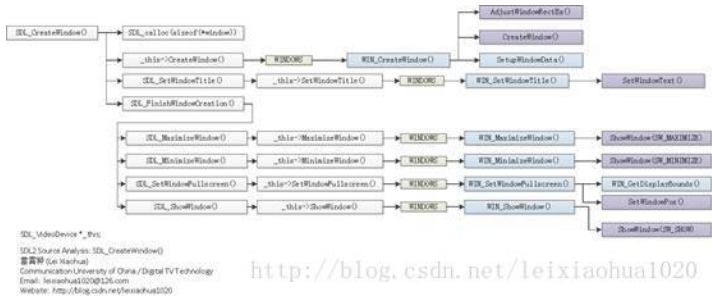 AdjustWindowRectEx()
SDL_CreateWindow() SDL_calloc(sizeof(*window)) CreateWindow()
_this->CreateWindow() WINDOWS WIN_CreateWindow() SetupWindowData()
SDL_SetWindowTitle() _this->SetWindowTitle() WINDOWS WIN_SetWindowTitle() SetWindowText()
SDL_FinishWindowCreation()
SDL_MaximizeWindow() _this->MaximizeWindow() WINDOWS WIN_MaximizeWindow() ShowWindow(SW_MAXIMIZE)
SDL_MinimizeWindow() _this->MinimizeWindow() WINDOWS WIN_MinimizeWindow() ShowWindow(SW_MINIMIZE)
SDL_SetWindowFullscreen() _this->SetWindowFullscreen() WINDOWS WIN_SetWindowFullscreen() WIN_GetDisplayBounds()
SetWindowPos()
SDL_ShowWindow() _this->ShowWindow() WINDOWS WIN_ShowWindow()
ShowWindow(SW_SHOW)
SDL_VideoDevice *_this;
SDL2 Source Analysis: SDL_CreateWindow()
雷霄骅 (Lei Xiaohua)
Communication University of China / Digital TV Technology
Email: leixiaohua1020@126.com
Website: http://blog.csdn.net/leixiaohua1020
http://blog.csdn.net/leixiaohua1020